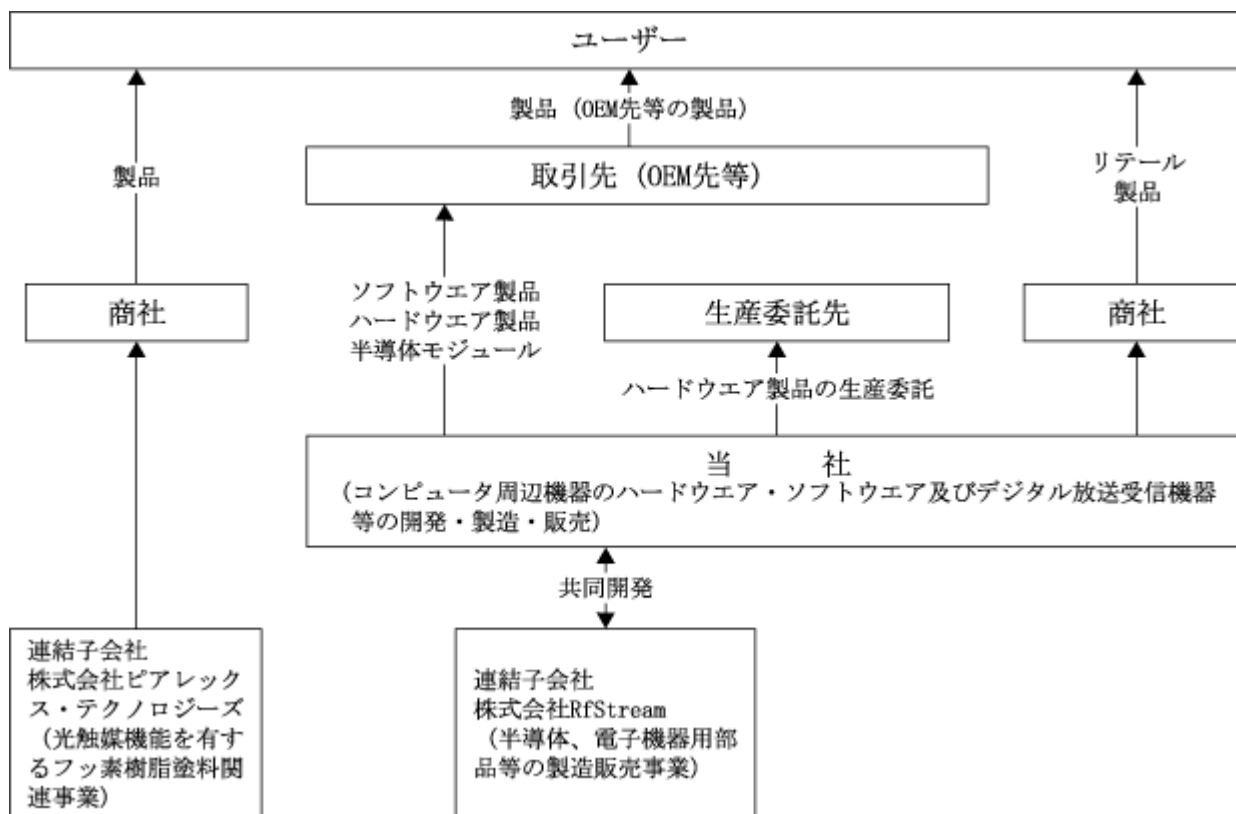 ユーザー
製品 (OEM先等の製品)
取引先 (OEM先等)
製品
リテール
製品
ソフトウエア製品
ハードウエア製品
半導体モジュール
商社
生産委託先
商社
ハードウエア製品の生産委託
当　　社
(コンピュータ周辺機器のハードウエア・ソフトウエア及びデジタル放送受信機器
等の開発・製造・販売)
共同開発
連結子会社
株式会社ピアレック
ス・テクノロジーズ
(光触媒機能を有す
るフッ素樹脂塗料関
連事業)
連結子会社
株式会社RfStream
(半導体、電子機器用部
品等の製造販売事業)